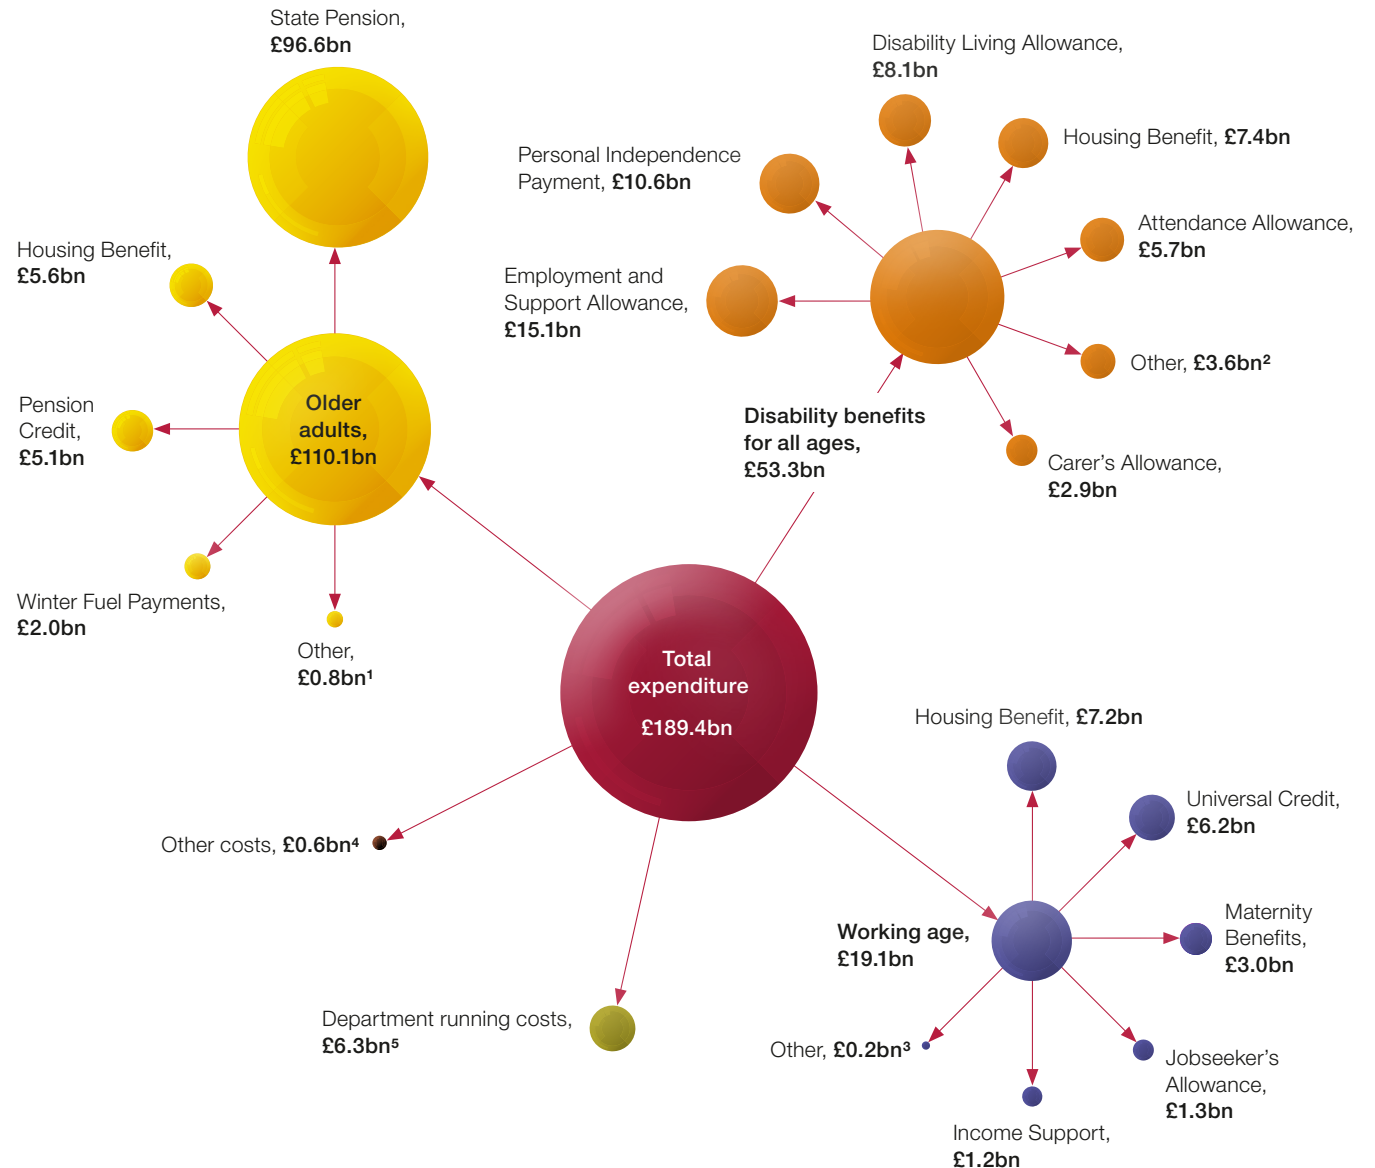 State Pension,
£96.6bn
Housing Benefit,
£5.6bn
Pension
Credit,
£5.1bn
Older
adults,
£110.1bn
Winter Fuel Payments,
£2.0bn
Other,
£0.8bn¹
Disability Living Allowance,
£8.1bn
Housing Benefit, £7.4bn
Personal Independence
Payment, £10.6bn
Attendance Allowance,
£5.7bn
Employment and
Support Allowance,
£15.1bn
Other, £3.6bn²
Disability benefits
for all ages,
£53.3bn
Carer’s Allowance,
£2.9bn
Total
expenditure
£189.4bn
Other costs, £0.6bn⁴
Department running costs,
£6.3bn⁵
Housing Benefit, £7.2bn
Universal Credit,
£6.2bn
Working age,
£19.1bn
Maternity
Benefits,
£3.0bn
Other, £0.2bn³
Jobseeker’s
Allowance,
£1.3bn
Income Support,
£1.2bn